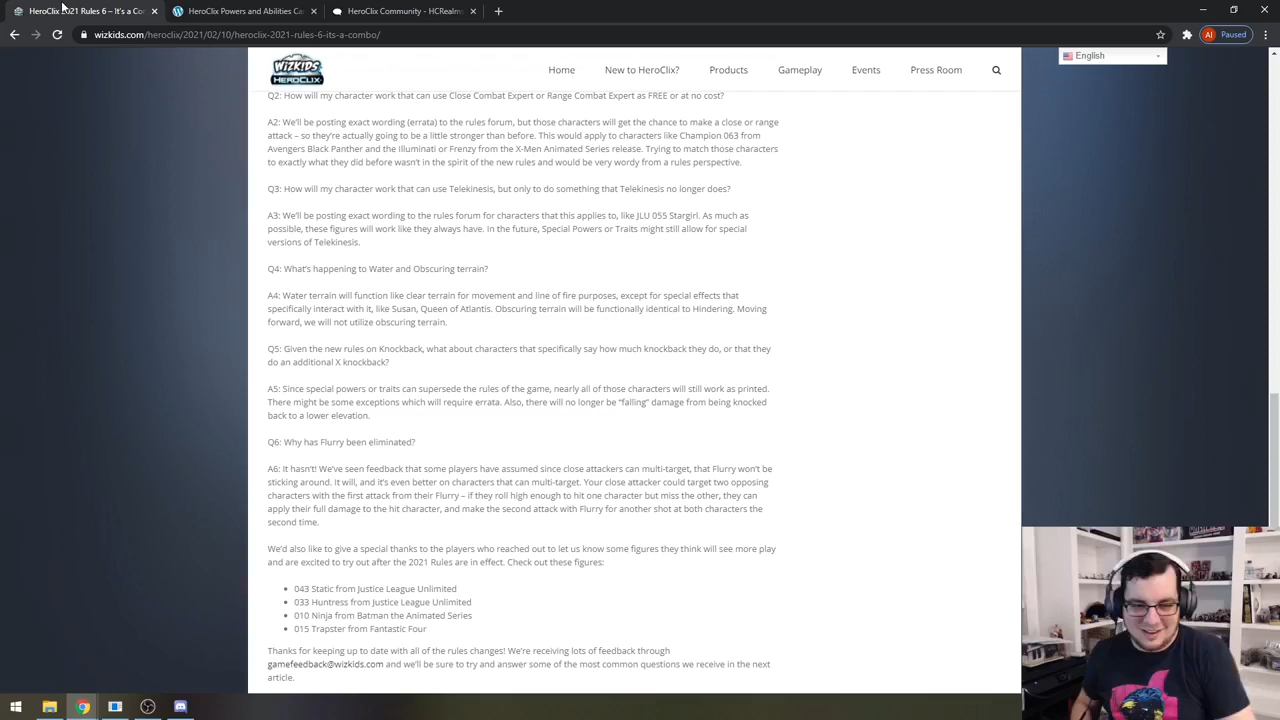 2021 Rules – 6 – It's a Com
HeroClix is a Comb
HeroClix Community - HCRealm
wizkids.com/heroclix/2021/02/10/heroclix-2021-rules-6-its-a-combo/
AI Paused
WIZKIDS HEROCLIX
Home New to HeroClix? Products Gameplay Events Press Room
English
Q2: How will my character work that can use Close Combat Expert or Range Combat Expert as FREE or at no cost?
A2: We'll be posting exact wording (errata) to the rules forum, but those characters will get the chance to make a close or range
attack – so they're actually going to be a little stronger than before. This would apply to characters like Champion 063 from
Avengers Black Panther and the Illuminati or Frenzy from the X-Men Animated Series release. Trying to match those characters
to exactly what they did before wasn't in the spirit of the new rules and would be very wordy from a rules perspective.
Q3: How will my character work that can use Telekinesis, but only to do something that Telekinesis no longer does?
A3: We'll be posting exact wording to the rules forum for characters that this applies to, like JLU 055 Stargirl. As much as
possible, these figures will work like they always have. In the future, Special Powers or Traits might still allow for special
versions of Telekinesis.
Q4: What's happening to Water and Obscuring terrain?
A4: Water terrain will function like clear terrain for movement and line of fire purposes, except for special effects that
specifically interact with it, like Susan, Queen of Atlantis. Obscuring terrain will be functionally identical to Hindering. Moving
forward, we will not utilize obscuring terrain.
Q5: Given the new rules on Knockback, what about characters that specifically say how much knockback they do, or that they
do an additional X knockback?
A5: Since special powers or traits can supersede the rules of the game, nearly all of those characters will still work as printed.
There might be some exceptions which will require errata. Also, there will no longer be "falling" damage from being knocked
back to a lower elevation.
Q6: Why has Flurry been eliminated?
A6: It hasn't! We've seen feedback that some players have assumed since close attackers can multi-target, that Flurry won't be
sticking around. It will, and it's even better on characters that can multi-target. Your close attacker could target two opposing
characters with the first attack from their Flurry – if they roll high enough to hit one character but miss the other, they can
apply their full damage to the hit character, and make the second attack with Flurry for another shot at both characters the
second time.
We'd also like to give a special thanks to the players who reached out to let us know some figures they think will see more play
and are excited to try out after the 2021 Rules are in effect. Check out these figures:
043 Static from Justice League Unlimited
033 Huntress from Justice League Unlimited
010 Ninja from Batman the Animated Series
015 Trapster from Fantastic Four
Thanks for keeping up to date with all of the rules changes! We're receiving lots of feedback through
gamefeedback@wizkids.com and we'll be sure to try and answer some of the most common questions we receive in the next
article.